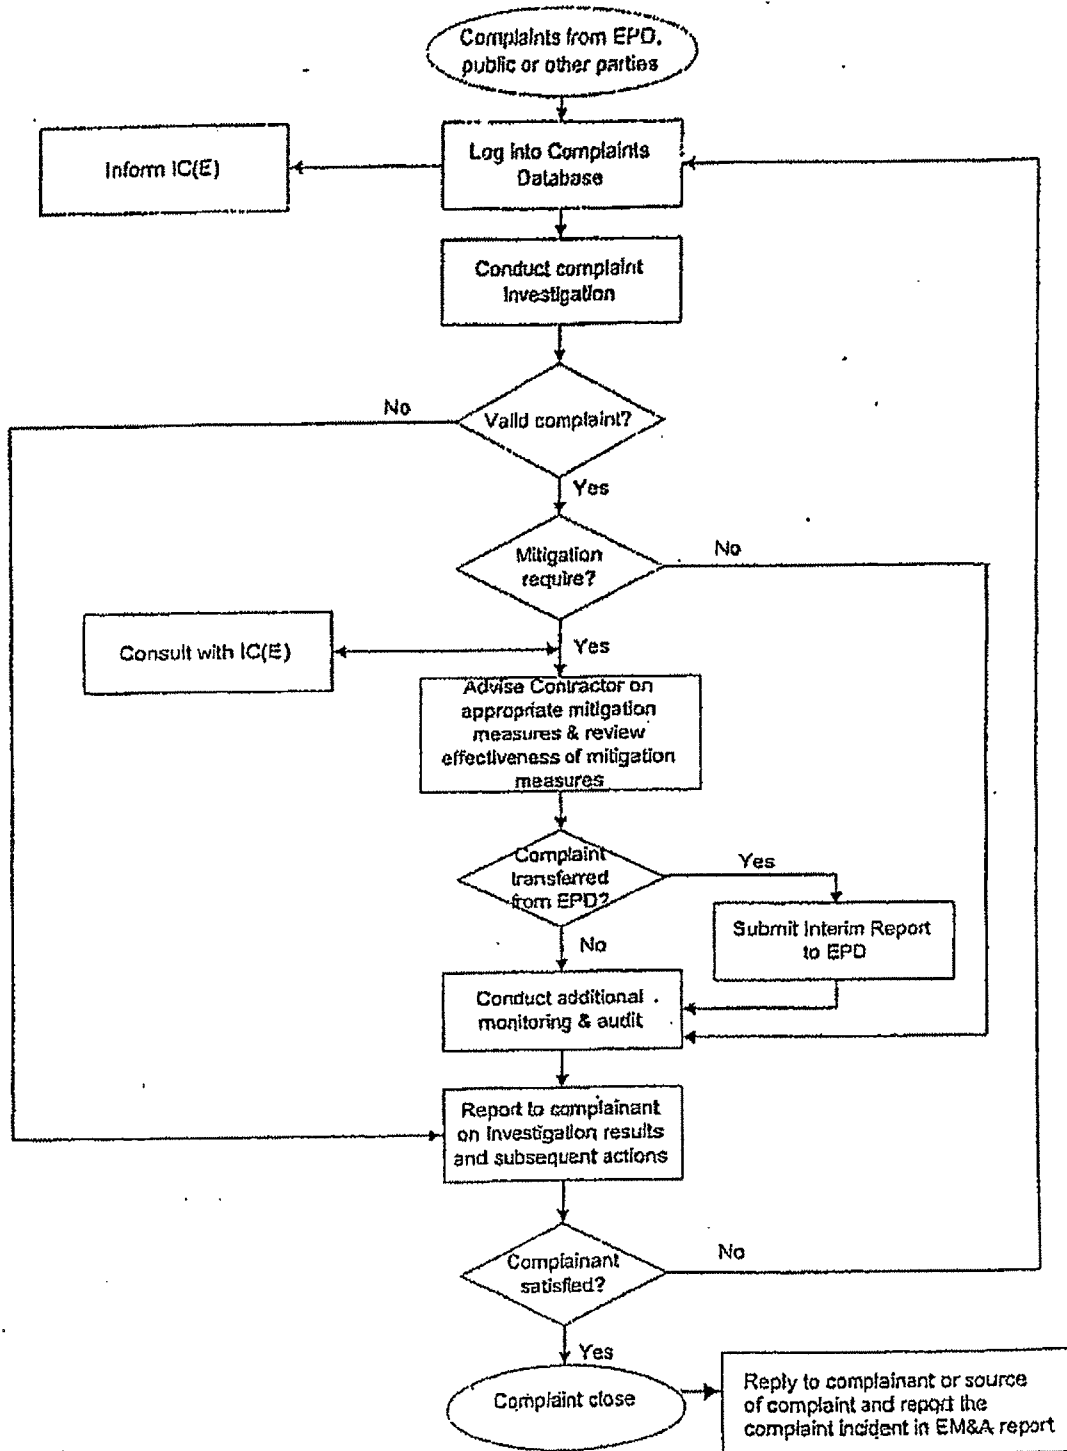 Complaints from EPD,
public or other parties
Inform IC(E)
Log into Complaints
Database
Conduct complaint
Investigation
No
Valid complaint?
Yes
Mitigation
require?
No
Consult with IC(E)
Yes
Advise Contractor on
appropriate mitigation
measures & review
effectiveness of mitigation
measures
Complaint
transferred
from EPD?
Yes
Submit Interim Report
to EPD
No
Conduct additional
monitoring & audit
Report to complainant
on investigation results
and subsequent actions
Complainant
satisfied?
No
Yes
Complaint close
Reply to complainant or source
of complaint and report the
complaint incident in EM&A report